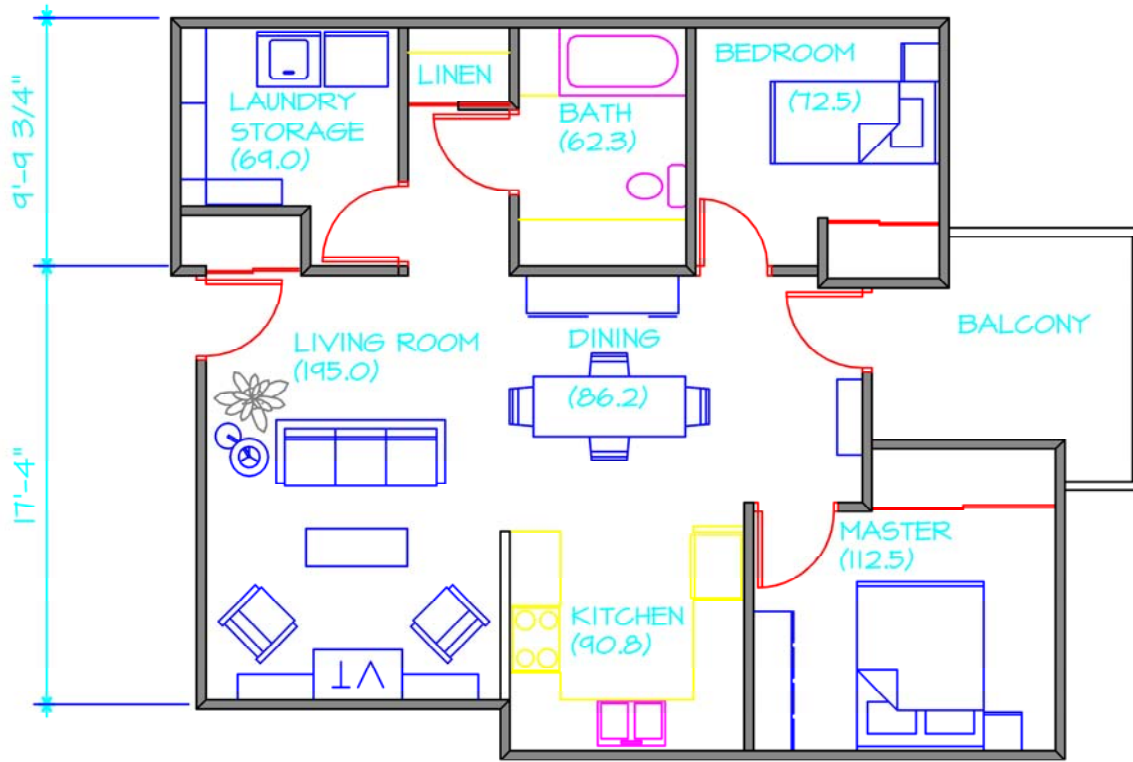 9'-9 3/4"
17'-4"
LAUNDRY
STORAGE
(69.0)
LINEN
BATH
(62.3)
BEDROOM
(72.5)
LIVING ROOM
(195.0)
DINING
(86.2)
BALCONY
KITCHEN
(90.8)
MASTER
(112.5)
TV